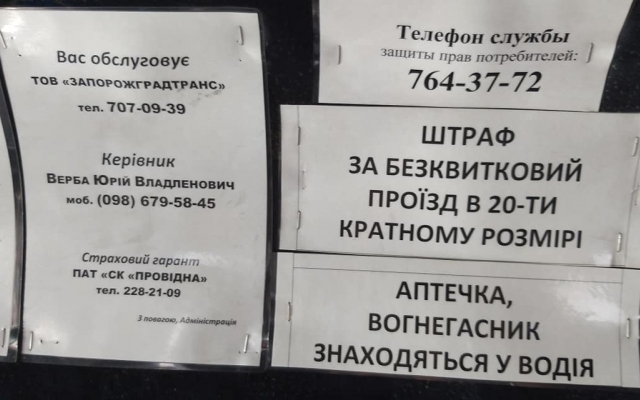 Вас обслуговує
ТОВ «ЗАПОРОЖГРАДТРАНС»
тел. 707-09-39
Керівник
ВЕРБА ЮРІЙ ВЛАДЛЕНОВИЧ
моб. (098) 679-58-45
Страховий гарант
ПАТ «СК «ПРОВІДНА»
тел. 228-21-09
З повагою, Адміністрація
Телефон службы
защиты прав потребителей:
764-37-72
ШТРАФ
ЗА БЕЗКВИТКОВИЙ
ПРОЇЗД В 20-ТИ
КРАТНОМУ РОЗМІРІ
АПТЕЧКА,
ВОГНЕГАСНИК
ЗНАХОДЯТЬСЯ У ВОДІЯ